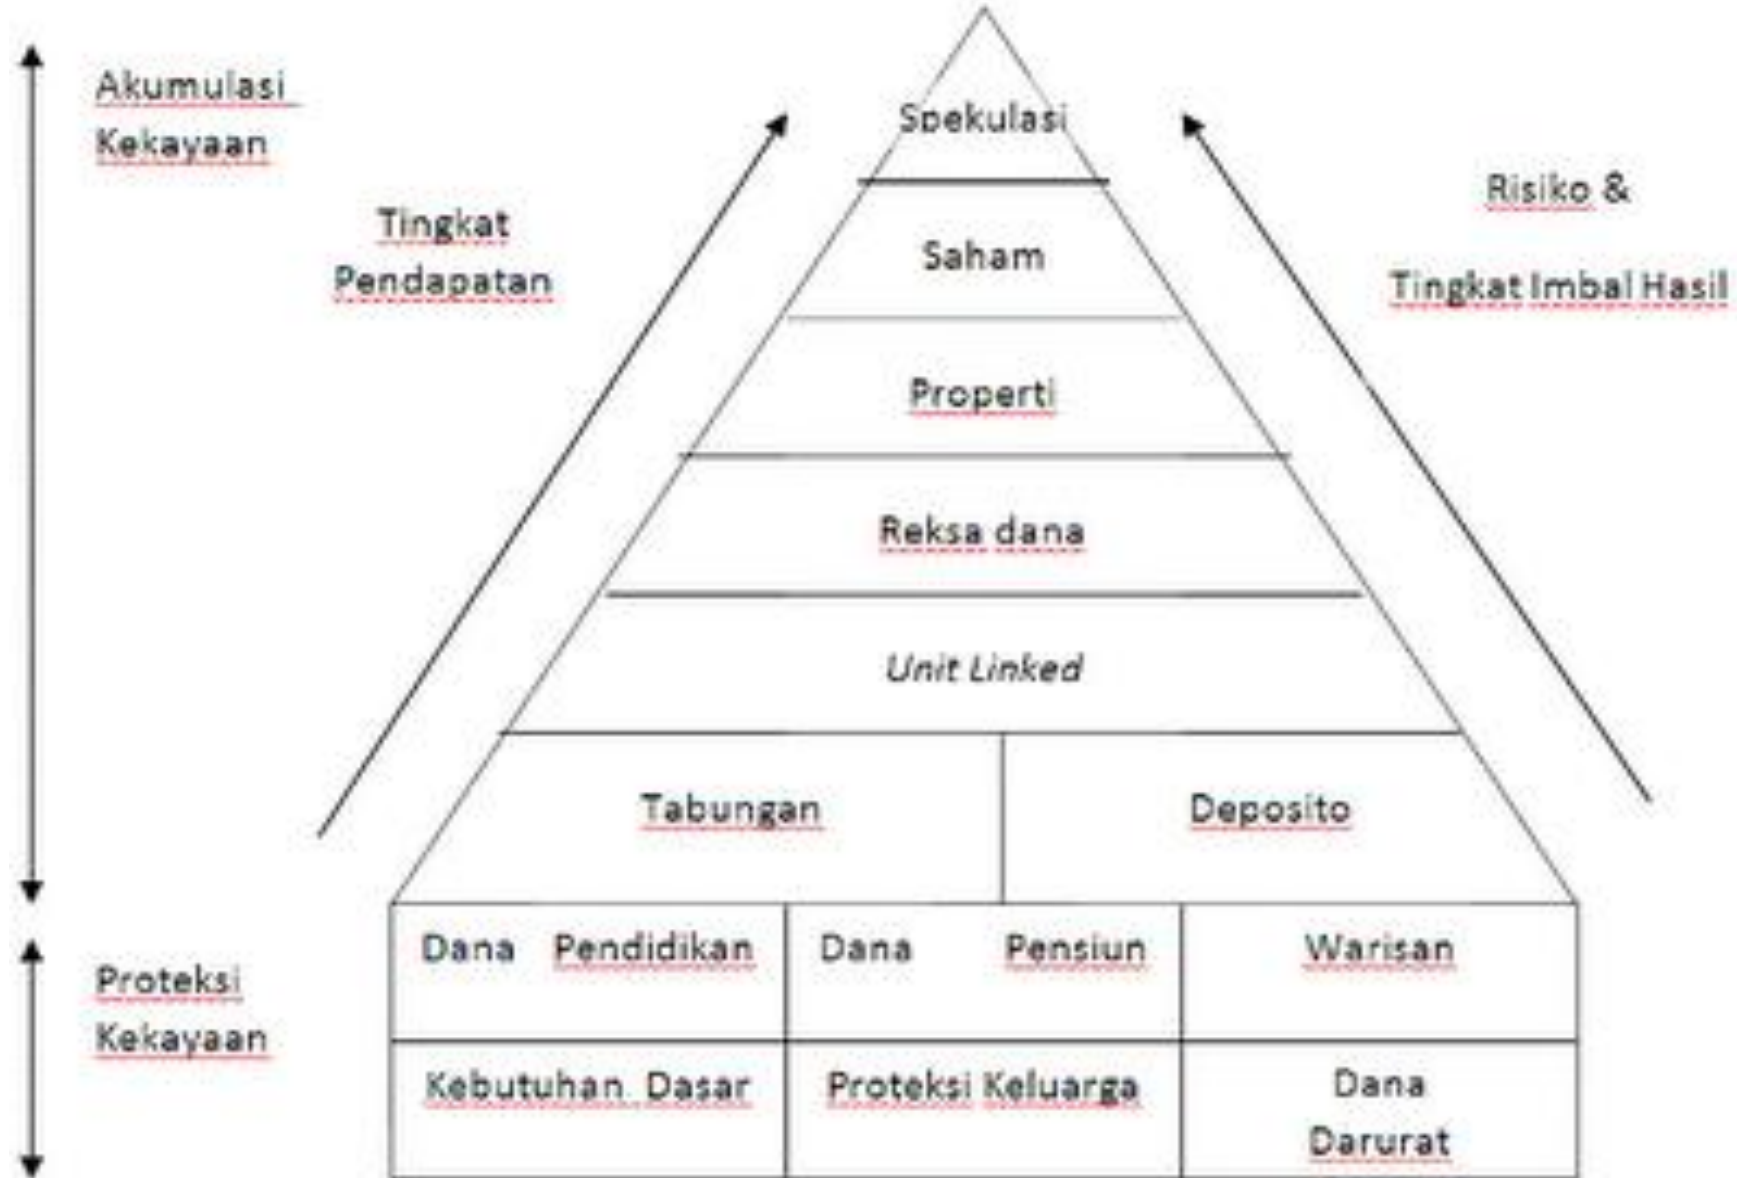 Akumulasi
Kekayaan
Spekulasi
Tingkat
Pendapatan
Risiko &
Tingkat Imbal Hasil
Saham
Properti
Reksa dana
Unit Linked
Tabungan
Deposito
Proteksi
Kekayaan
Dana Pendidikan
Dana Pensiun
Warisan
Kebutuhan Dasar
Proteksi Keluarga
Dana
Darurat